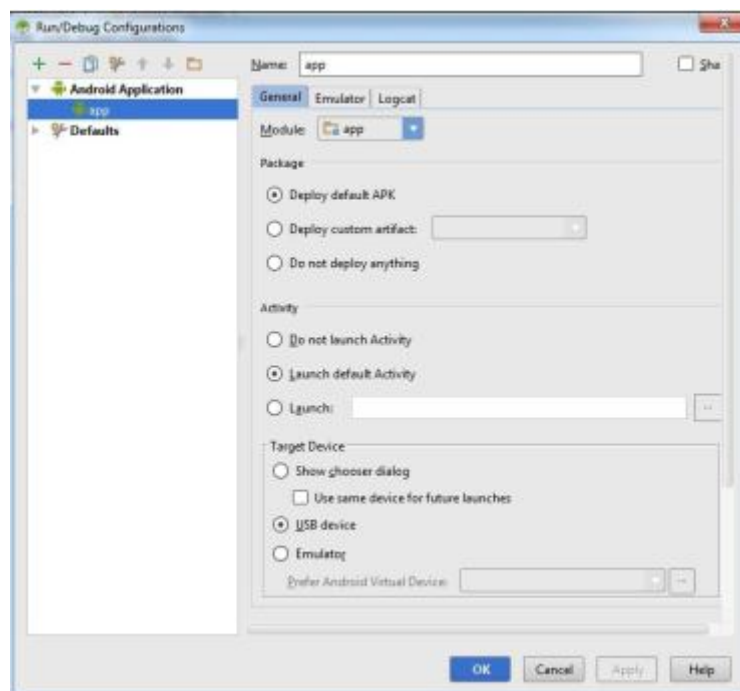 Run/Debug Configurations
Name: app
Sha
Android Application
app
Defaults
General Emulator Logcat
Module: app
Package
Deploy default APK
Deploy custom artifact:
Do not deploy anything
Activity
Do not launch Activity
Launch default Activity
Launch:
Target Device
Show chooser dialog
Use same device for future launches
USB device
Emulator
Prefer Android Virtual Device:
OK Cancel Apply Help